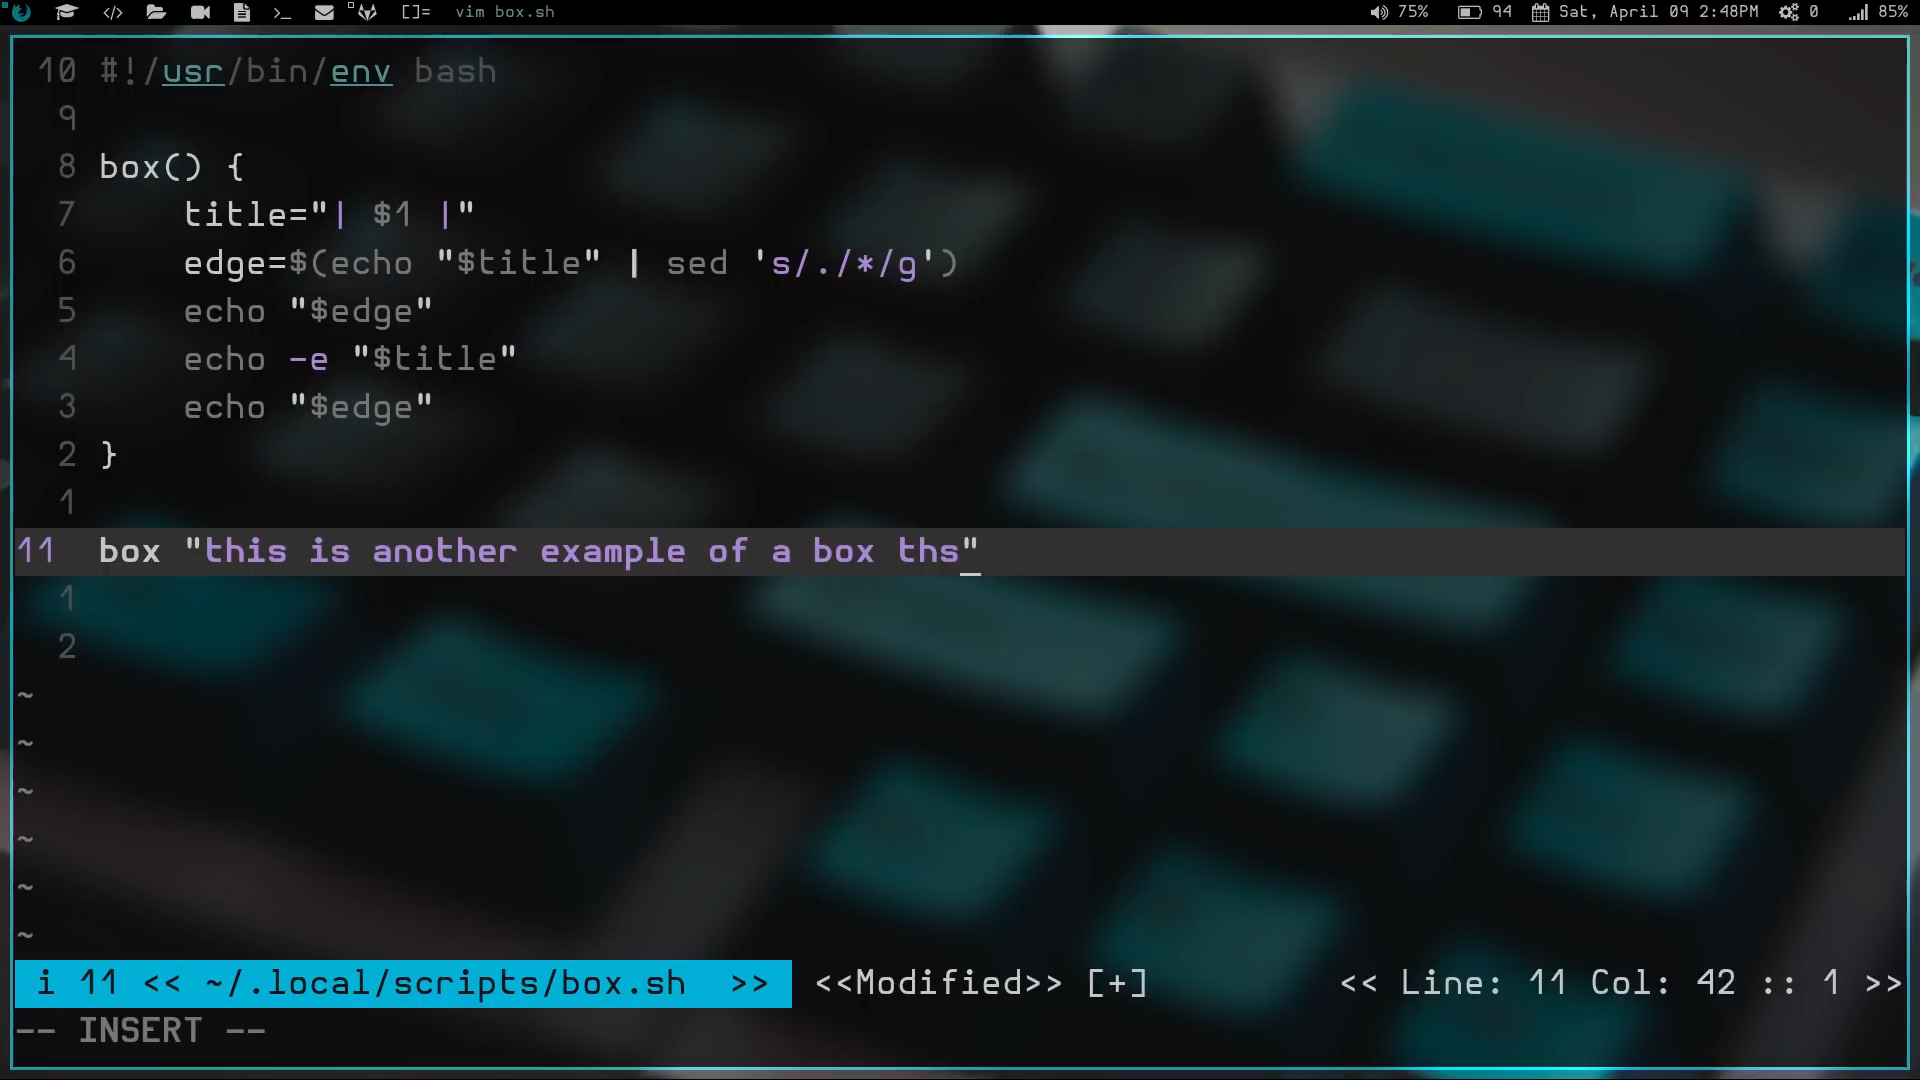 []= vim box.sh 75% 94 Sat, April 09 2:48PM 0 85%
10 #!/usr/bin/env bash
9
8 box() {
7 title="| $1 |"
6 edge=$(echo "$title" | sed 's/./*/g')
5 echo "$edge"
4 echo -e "$title"
3 echo "$edge"
2 }
1
11 box "this is another example of a box ths"
1
2
~
~
~
~
~
~
i 11 << ~/.local/scripts/box.sh >> <<Modified>> [+] << Line: 11 Col: 42 :: 1 >>
-- INSERT --